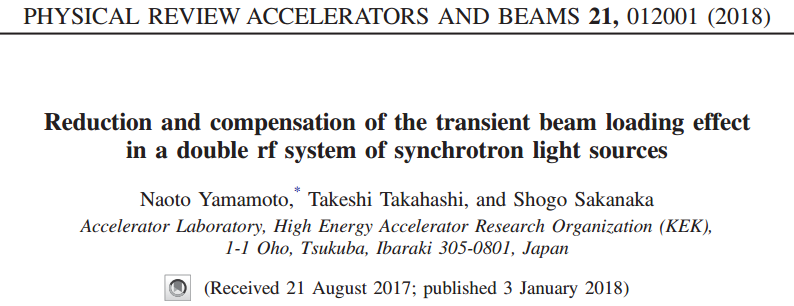 PHYSICAL REVIEW ACCELERATORS AND BEAMS 21, 012001 (2018)
Reduction and compensation of the transient beam loading effect
in a double rf system of synchrotron light sources
Naoto Yamamoto,* Takeshi Takahashi, and Shogo Sakanaka
Accelerator Laboratory, High Energy Accelerator Research Organization (KEK),
1-1 Oho, Tsukuba, Ibaraki 305-0801, Japan
(Received 21 August 2017; published 3 January 2018)